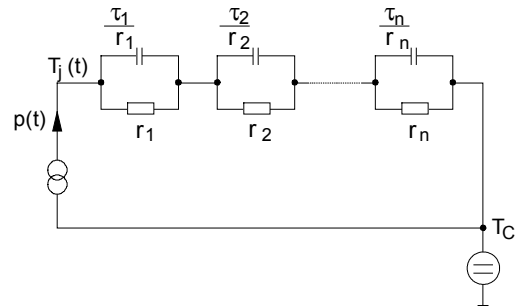 τ1/r1 τ2/r2 τn/rn
Tj(t)
r1 r2 rn
p(t)
TC